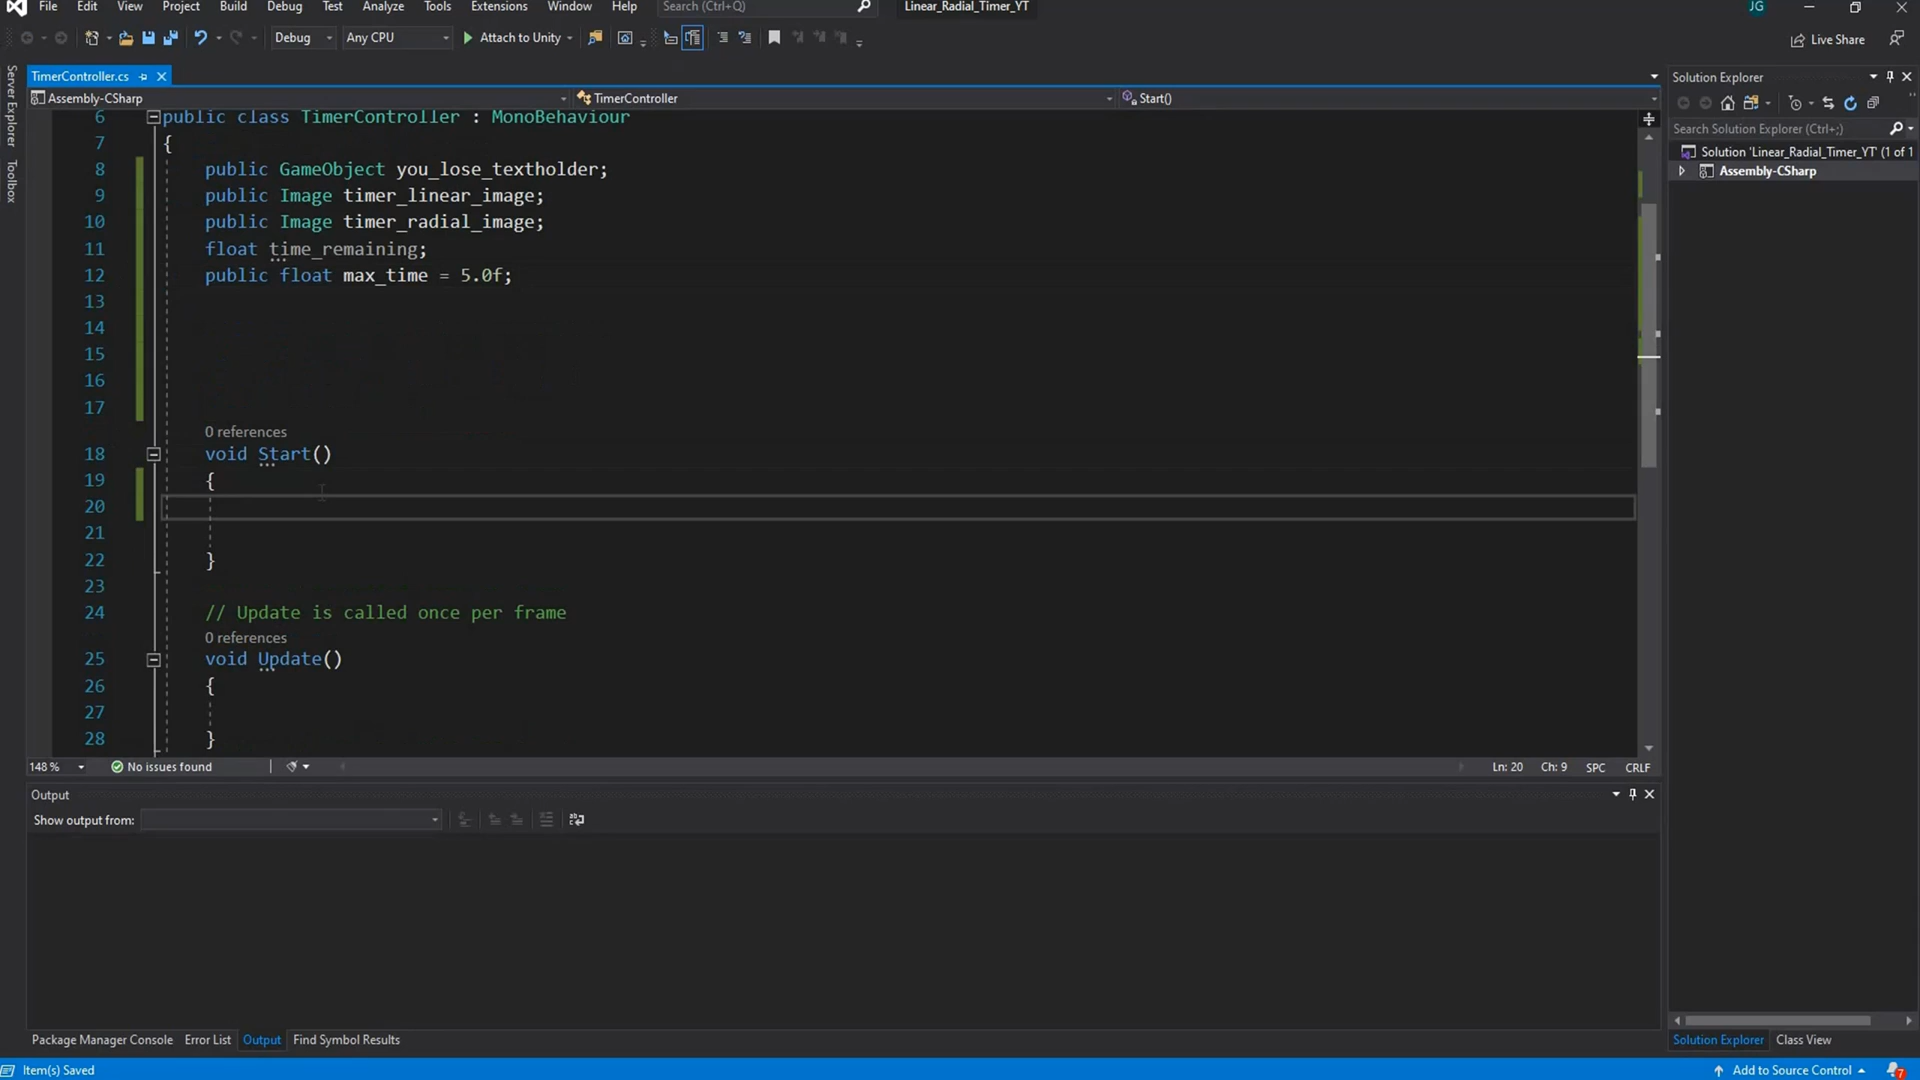 File Edit View Project Build Debug Test Analyze Tools Extensions Window Help Search (Ctrl+Q) Linear_Radial_Timer_YT JG
Debug Any CPU Attach to Unity Live Share
Server Explorer
Toolbox
TimerController.cs
Assembly-CSharp TimerController Start()
6 public class TimerController : MonoBehaviour
7 {
8 public GameObject you_lose_textholder;
9 public Image timer_linear_image;
10 public Image timer_radial_image;
11 float time_remaining;
12 public float max_time = 5.0f;
13
14
15
16
17
0 references
18 void Start()
19 {
20
21
22 }
23
24 // Update is called once per frame
0 references
25 void Update()
26 {
27
28 }
148 % No issues found Ln: 20 Ch: 9 SPC CRLF
Output
Show output from:
Package Manager Console Error List Output Find Symbol Results
Solution Explorer
Search Solution Explorer (Ctrl+;)
Solution 'Linear_Radial_Timer_YT' (1 of 1
Assembly-CSharp
Solution Explorer Class View
Item(s) Saved Add to Source Control 7